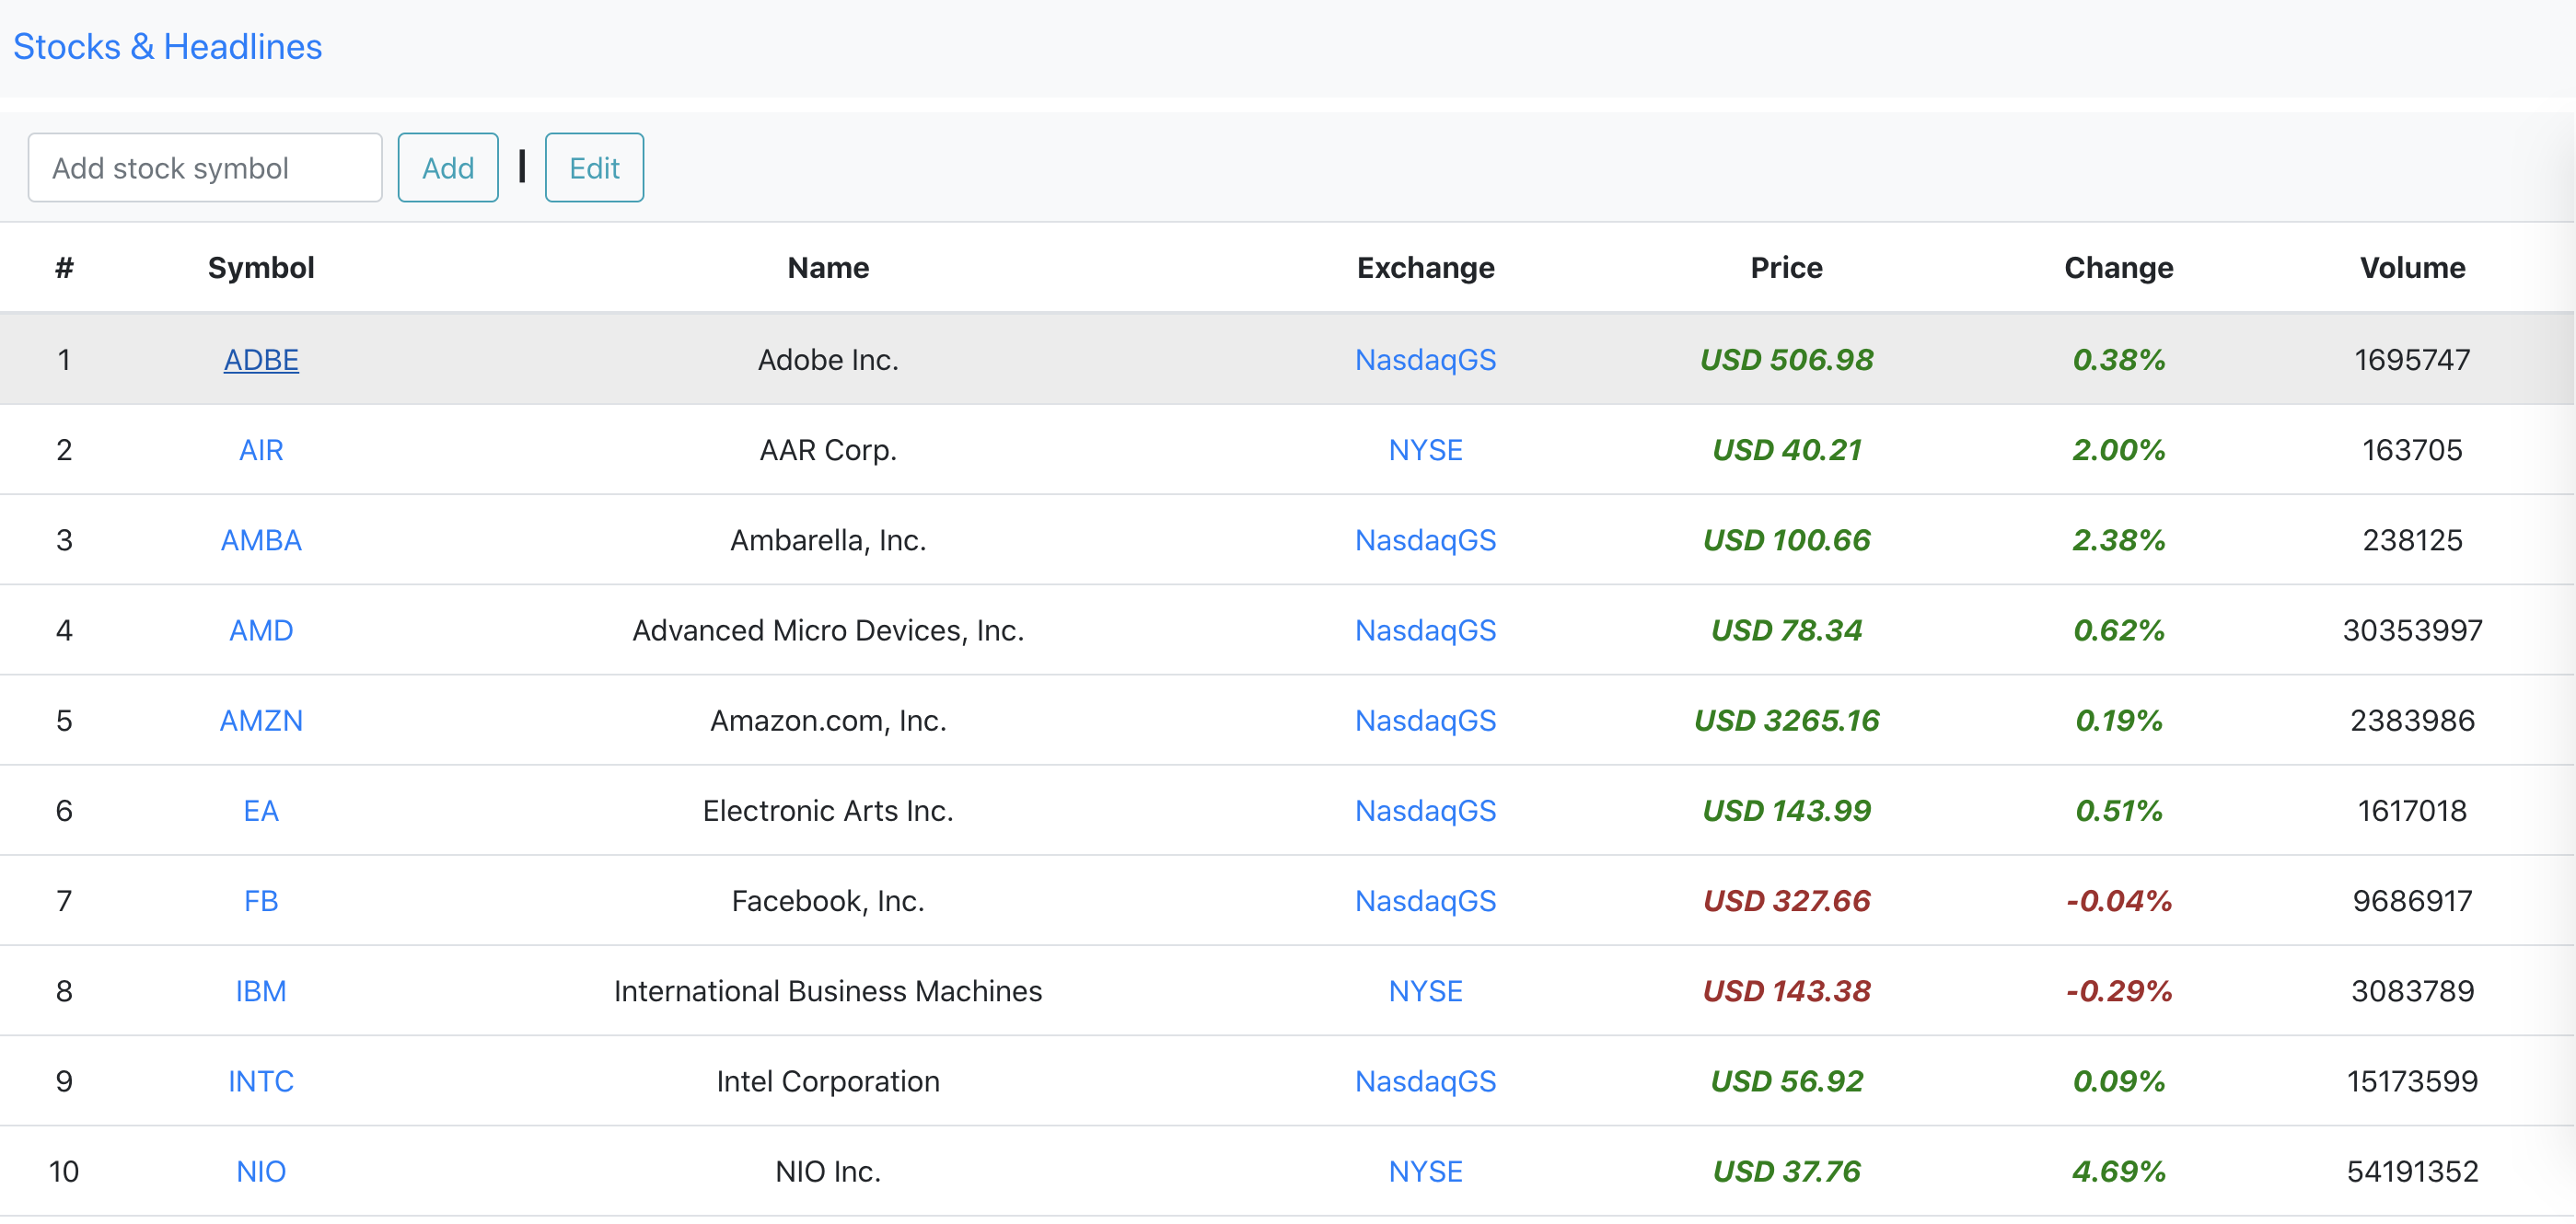 Stocks & Headlines
Add stock symbol Add | Edit
# Symbol Name Exchange Price Change Volume
1 ADBE Adobe Inc. NasdaqGS USD 506.98 0.38% 1695747
2 AIR AAR Corp. NYSE USD 40.21 2.00% 163705
3 AMBA Ambarella, Inc. NasdaqGS USD 100.66 2.38% 238125
4 AMD Advanced Micro Devices, Inc. NasdaqGS USD 78.34 0.62% 30353997
5 AMZN Amazon.com, Inc. NasdaqGS USD 3265.16 0.19% 2383986
6 EA Electronic Arts Inc. NasdaqGS USD 143.99 0.51% 1617018
7 FB Facebook, Inc. NasdaqGS USD 327.66 -0.04% 9686917
8 IBM International Business Machines NYSE USD 143.38 -0.29% 3083789
9 INTC Intel Corporation NasdaqGS USD 56.92 0.09% 15173599
10 NIO NIO Inc. NYSE USD 37.76 4.69% 54191352